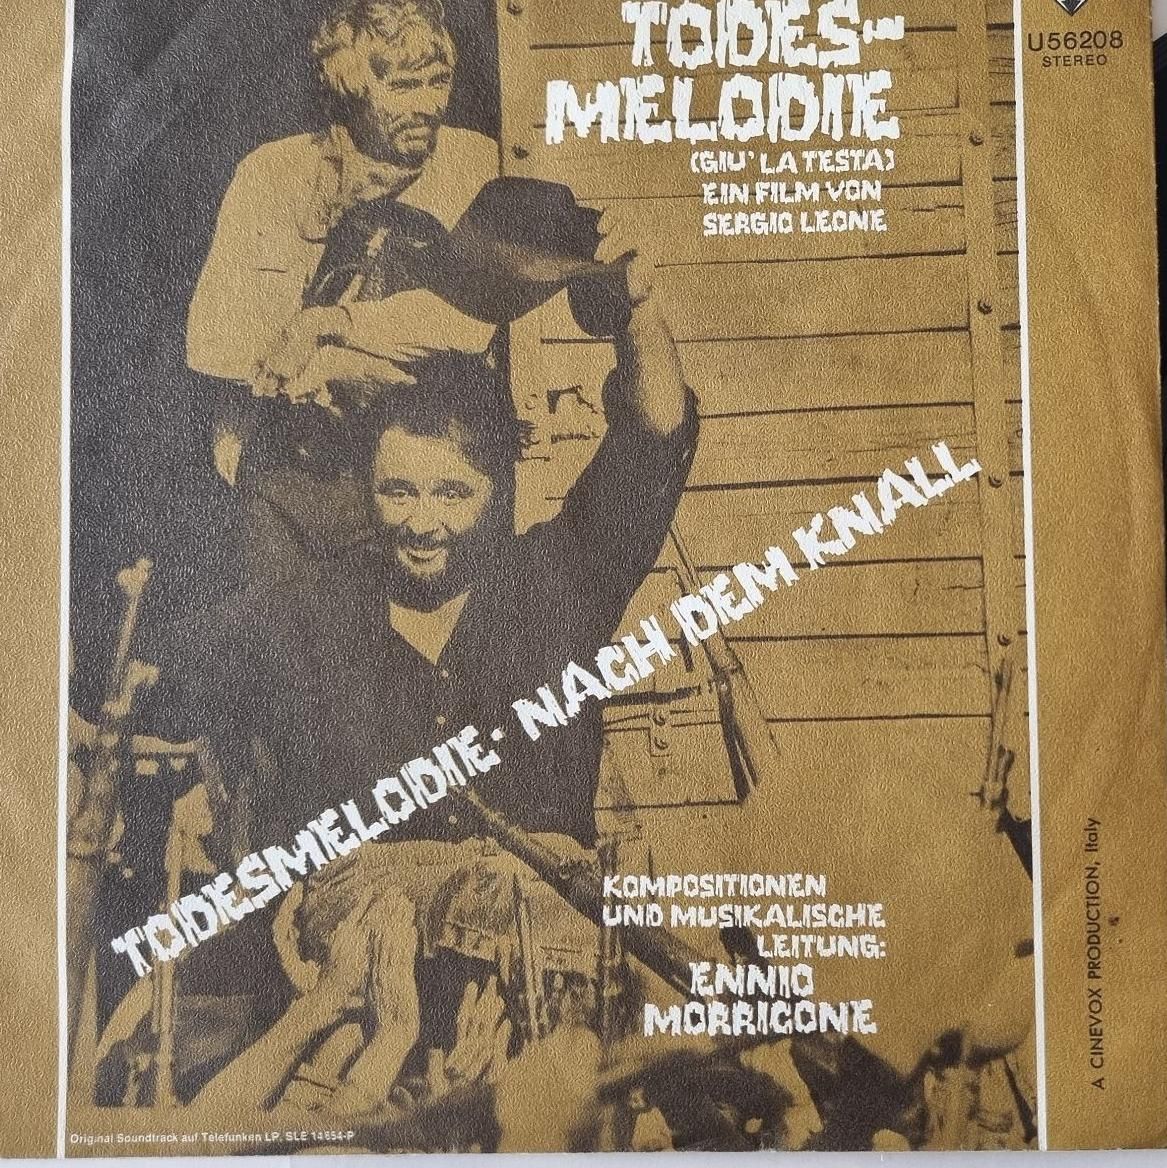 TODES-
MELODIE
(GIU' LA TESTA)
EIN FILM VON
SERGIO LEONE
U56208
STEREO
TODESMELODIE · NACH DEM KNALL
KOMPOSITIONEN
UND MUSIKALISCHE
LEITUNG:
ENNIO
MORRICONE
A CINEVOX PRODUCTION, Italy
Original Soundtrack auf Telefunken LP, SLE 14654-P